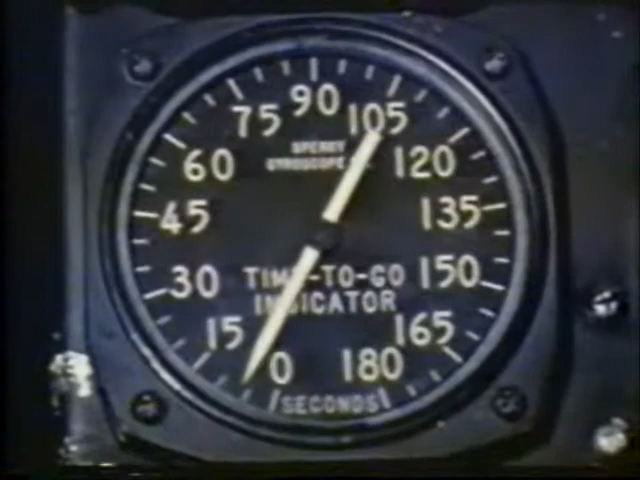 90
75
105
SPERRY
GYROSCOPE
60
120
45
135
30
TIME-TO-GO
150
INDICATOR
15
165
0
180
SECONDS